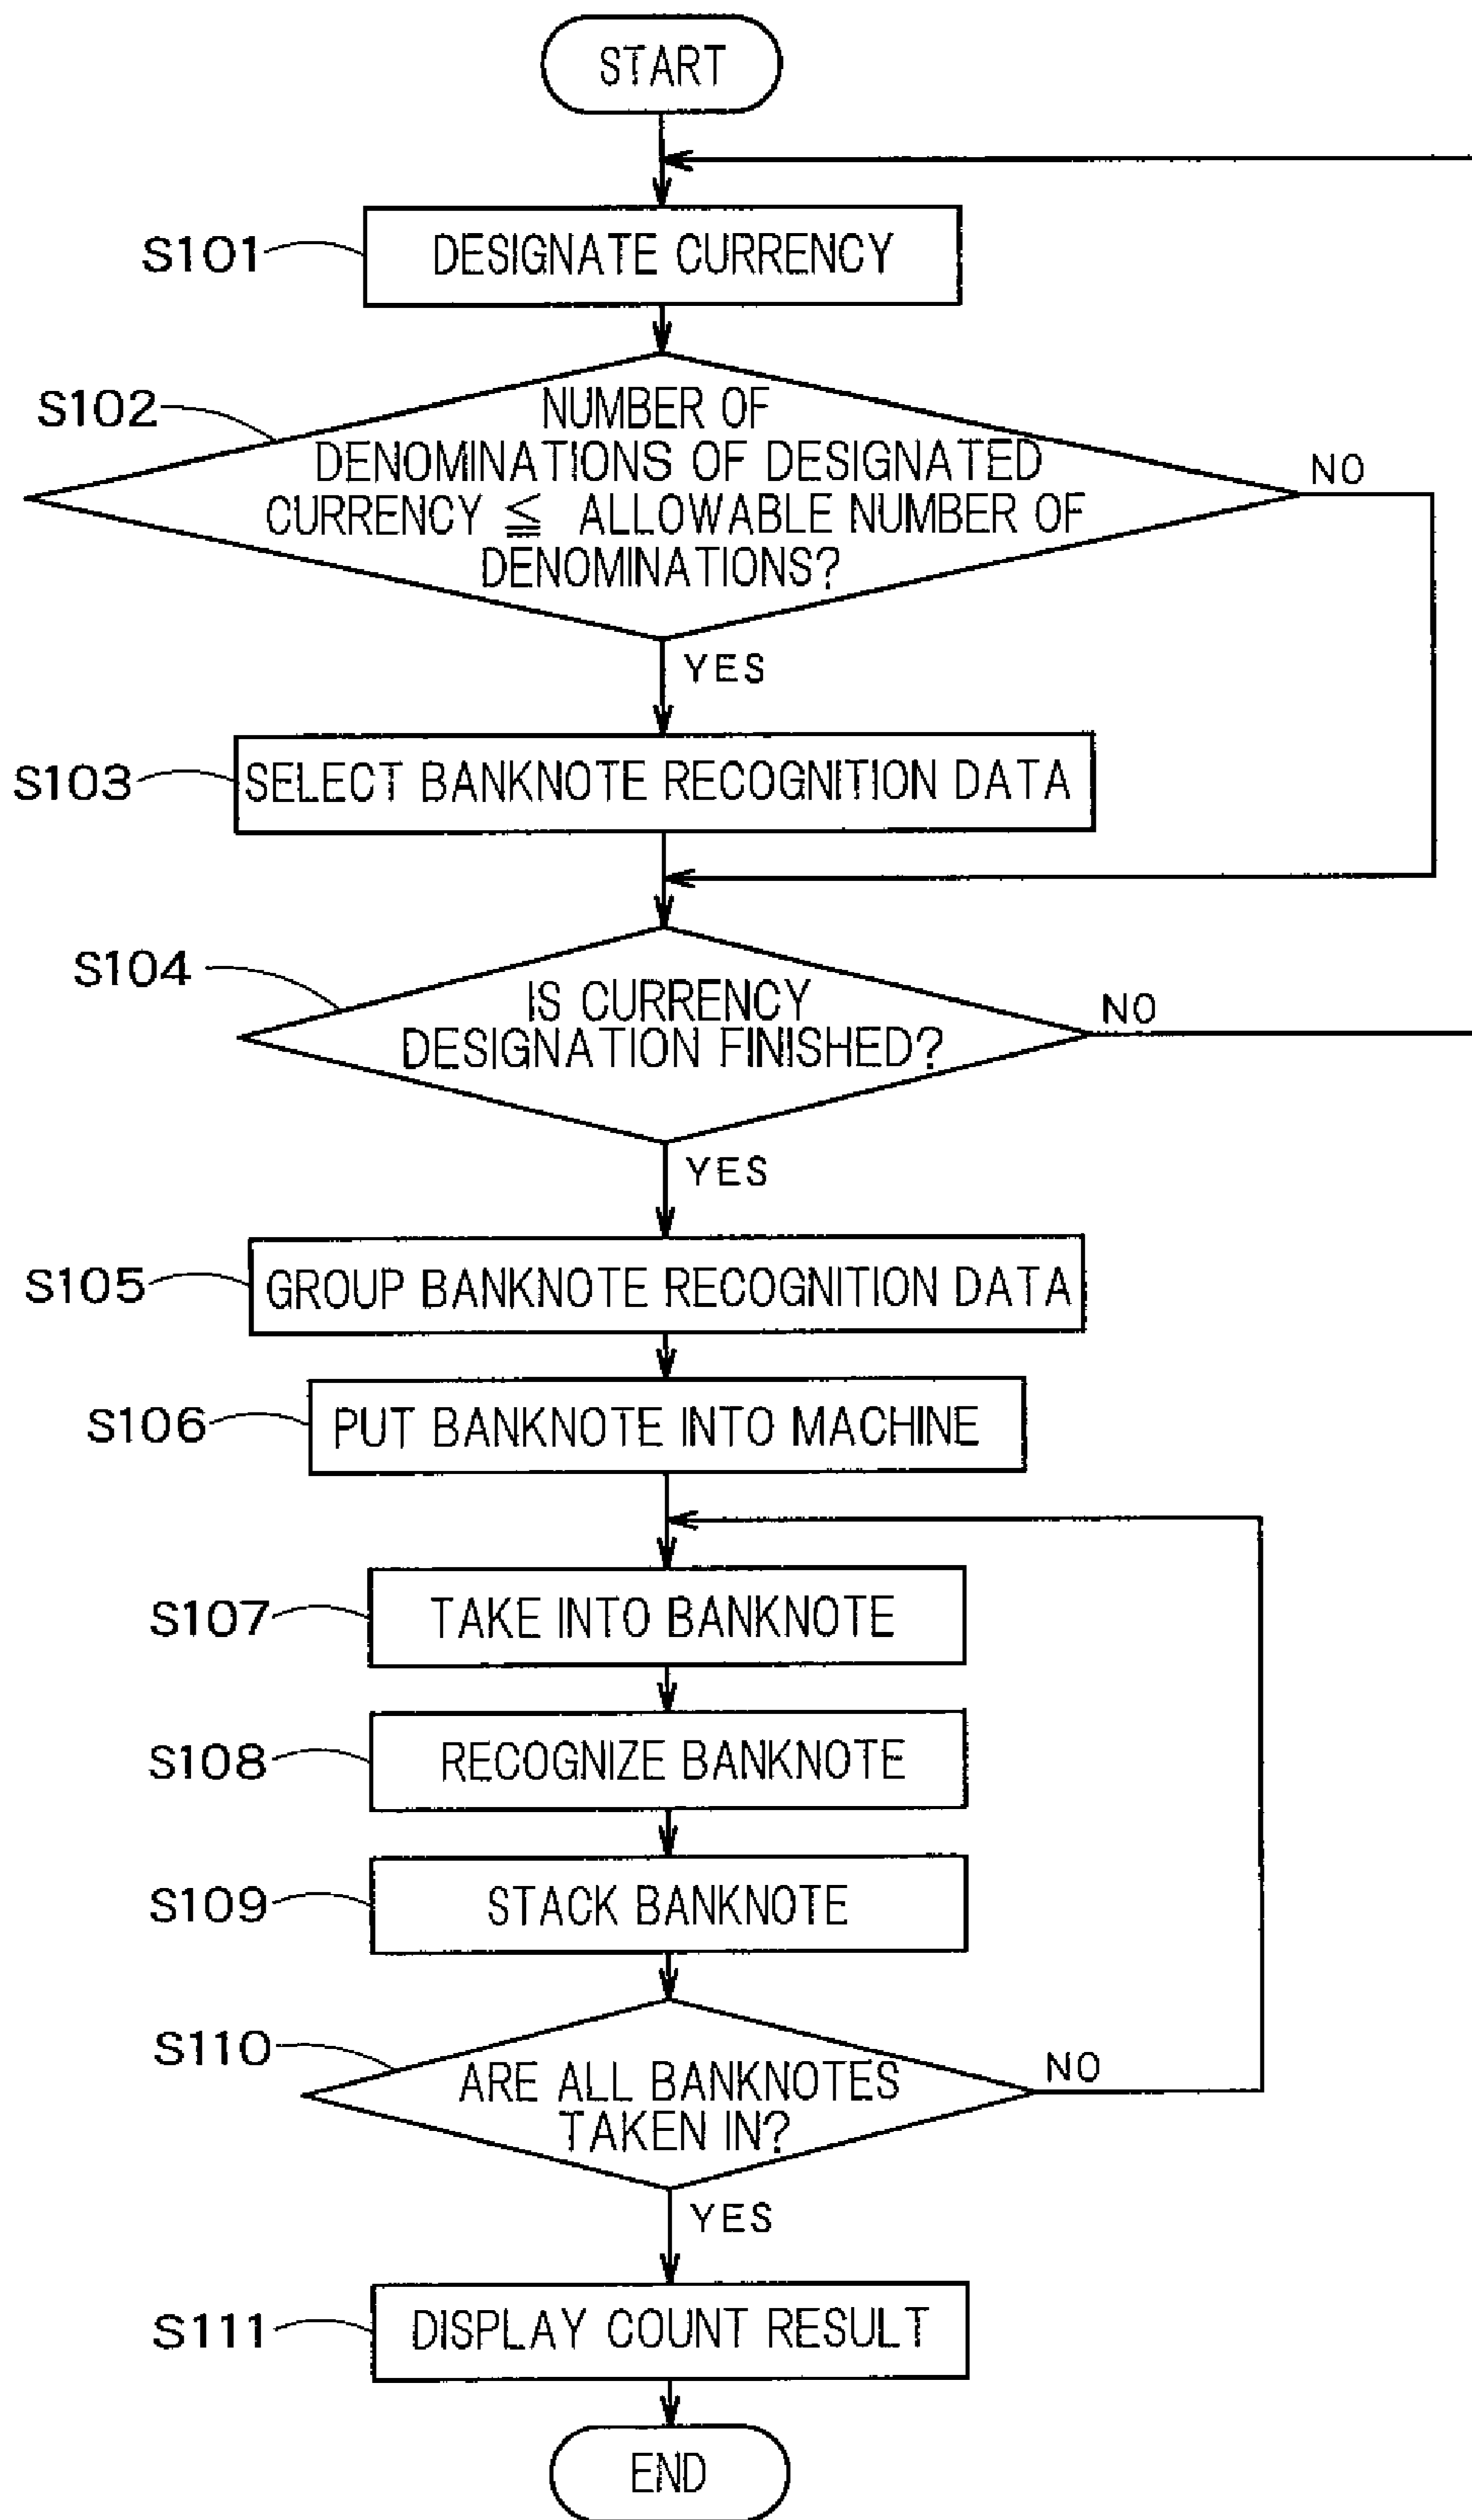 START
S101
DESIGNATE CURRENCY
S102
NUMBER OF
DENOMINATIONS OF DESIGNATED
CURRENCY ≦ ALLOWABLE NUMBER OF
DENOMINATIONS?
NO
YES
S103
SELECT BANKNOTE RECOGNITION DATA
S104
IS CURRENCY
DESIGNATION FINISHED?
NO
YES
S105
GROUP BANKNOTE RECOGNITION DATA
S106
PUT BANKNOTE INTO MACHINE
S107
TAKE INTO BANKNOTE
S108
RECOGNIZE BANKNOTE
S109
STACK BANKNOTE
S110
ARE ALL BANKNOTES
TAKEN IN?
NO
YES
S111
DISPLAY COUNT RESULT
END